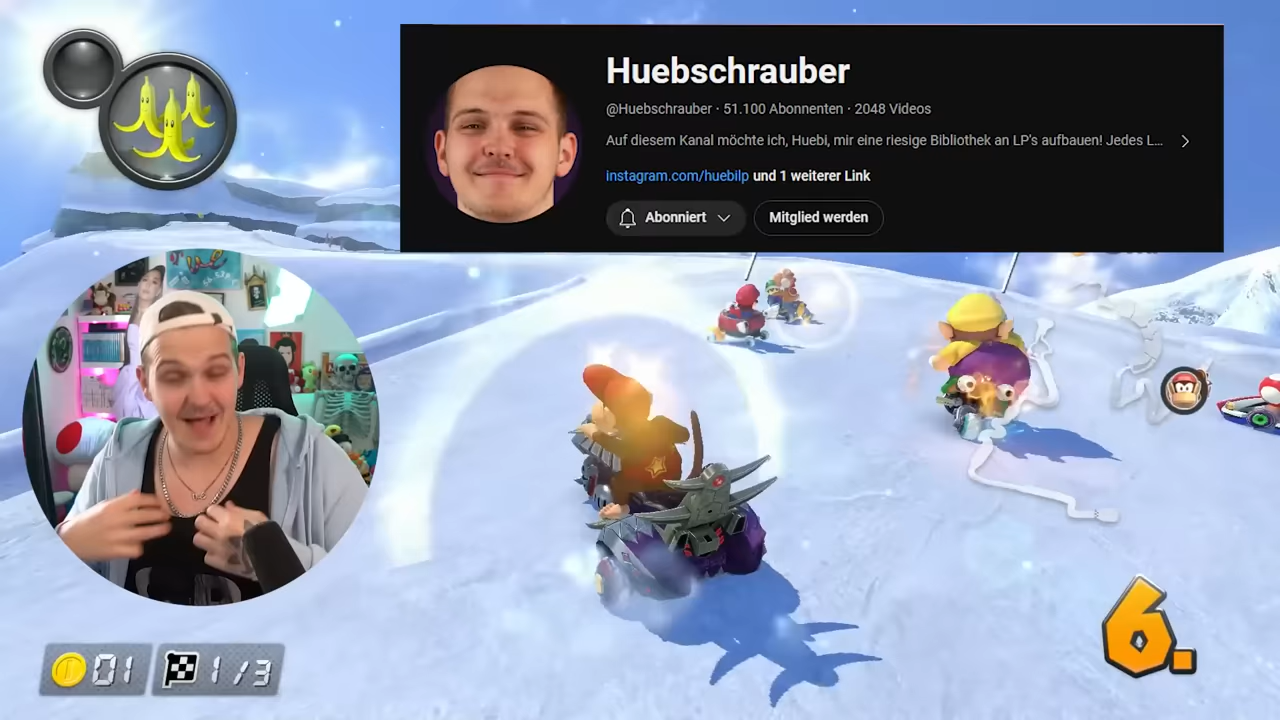 Huebschrauber
@Huebschrauber · 51.100 Abonnenten · 2048 Videos
Auf diesem Kanal möchte ich, Huebi, mir eine riesige Bibliothek an LP's aufbauen! Jedes L...
instagram.com/huebilp und 1 weiterer Link
Abonniert
Mitglied werden
6.
01
1/3